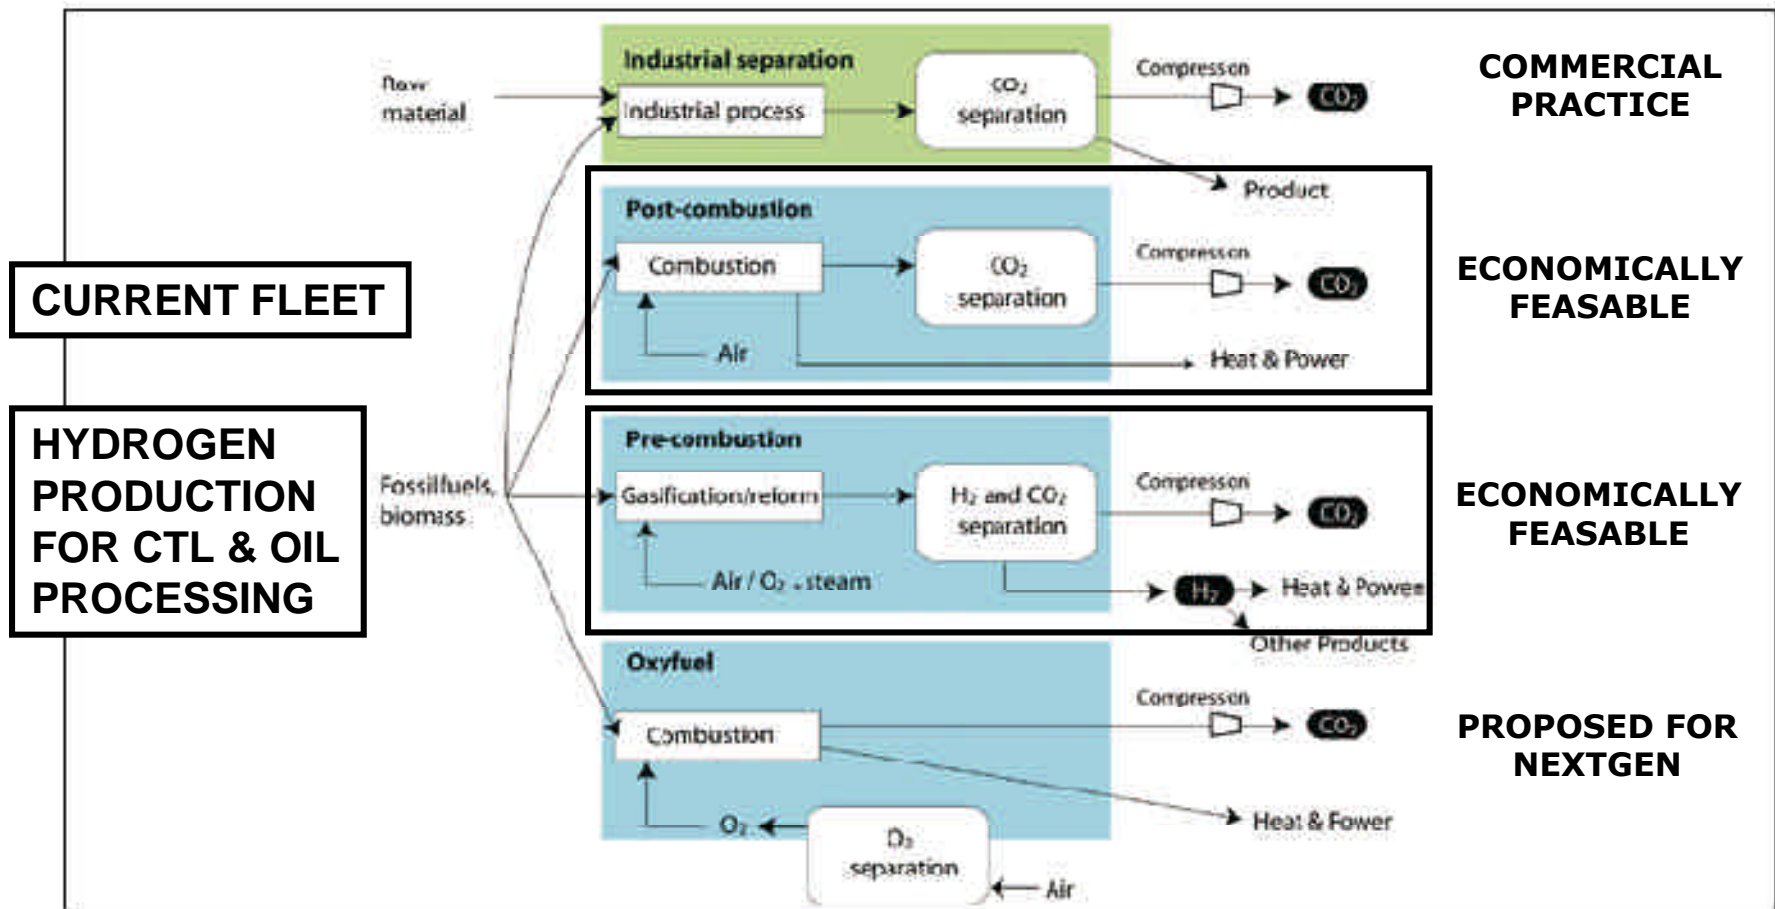 Industrial separation
Raw
material
Industrial process
CO₂
separation
Compression
CO₂
Product
COMMERCIAL
PRACTICE
Post-combustion
Combustion
CO₂
separation
Compression
CO₂
Air
Heat & Power
ECONOMICALLY
FEASABLE
CURRENT FLEET
HYDROGEN
PRODUCTION
FOR CTL & OIL
PROCESSING
Fossil fuels,
biomass
Pre-combustion
Gasification/reform
H₂ and CO₂
separation
Compression
CO₂
Air / O₂ + steam
H₂
Heat & Power
Other Products
ECONOMICALLY
FEASABLE
Oxyfuel
Combustion
Compression
CO₂
O₂
O₂
separation
Air
Heat & Power
PROPOSED FOR
NEXTGEN